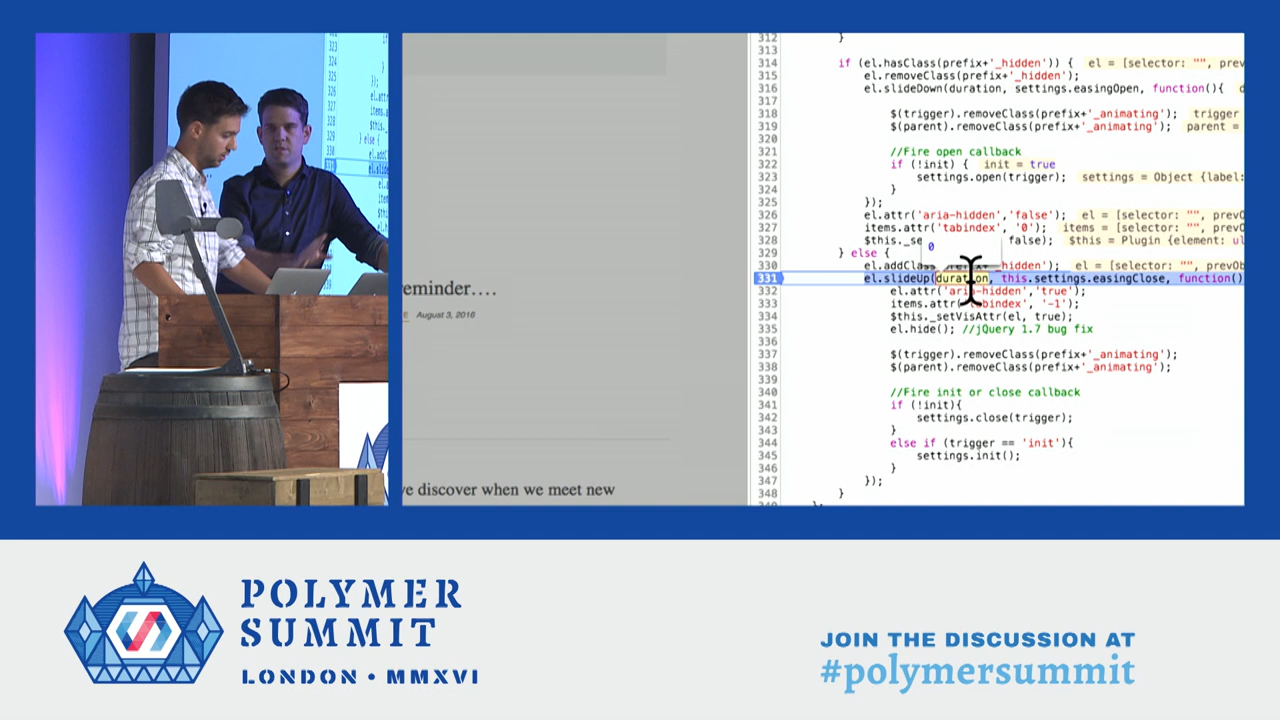 reminder....
August 3, 2016
ve discover when we meet new
312 }
313
314 if (el.hasClass(prefix+'_hidden')) { el = [selector: "", prev
315 el.removeClass(prefix+'_hidden');
316 el.slideDown(duration, settings.easingOpen, function(){
317
318 $(trigger).removeClass(prefix+'_animating'); trigger
319 $(parent).removeClass(prefix+'_animating'); parent =
320
321 //Fire open callback
322 if (!init) { init = true
323 settings.open(trigger); settings = Object {label:
324 }
325 });
326 el.attr('aria-hidden','false'); el = [selector: "", prevO
327 items.attr('tabindex', '0'); items = [selector: "", prevO
328 $this._se false); $this = Plugin {element: ul
0
329 } else {
330 el.addClas hidden'); el = [selector: "", prevOb
331 el.slideUp(duration, this.settings.easingClose, function()
332 el.attr('aria-hidden','true');
333 items.attr('tabindex', '-1');
334 $this._setVisAttr(el, true);
335 el.hide(); //jQuery 1.7 bug fix
336
337 $(trigger).removeClass(prefix+'_animating');
338 $(parent).removeClass(prefix+'_animating');
339
340 //Fire init or close callback
341 if (!init){
342 settings.close(trigger);
343 }
344 else if (trigger == 'init'){
345 settings.init();
346 }
347 });
348 }
POLYMER
SUMMIT
LONDON • MMXVI
JOIN THE DISCUSSION AT
#polymersummit